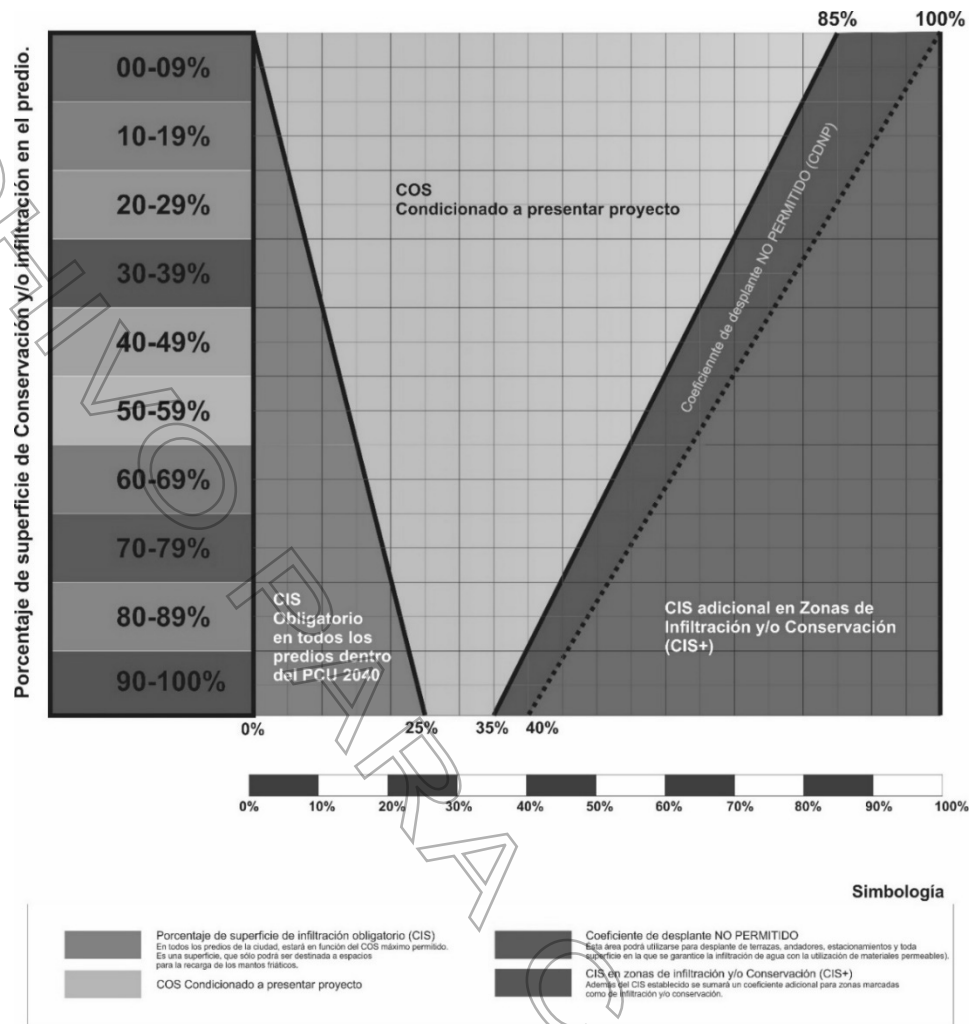 85% 100%
Porcentaje de superficie de Conservación y/o infiltración en el predio.
00-09%
10-19%
20-29%
30-39%
40-49%
50-59%
60-69%
70-79%
80-89%
90-100%
COS
Condicionado a presentar proyecto
Coeficiennte de desplante NO PERMITIDO (CDNP)
CIS
Obligatorio
en todos los
predios dentro
del PCU 2040
CIS adicional en Zonas de
Infiltración y/o Conservación
(CIS+)
0% 25% 35% 40%
0% 10% 20% 30% 40% 50% 60% 70% 80% 90% 100%
Simbología
Porcentaje de superficie de infiltración obligatorio (CIS)
En todos los predios de la ciudad, estará en función del COS máximo permitido.
Es una superficie, que sólo podrá ser destinada a espacios
para la recarga de los mantos friáticos.
COS Condicionado a presentar proyecto
Coeficiente de desplante NO PERMITIDO
Esta área podrá utilizarse para desplante de terrazas, andadores, estacionamientos y toda
superficie en la que se garantice la infiltración de agua con la utilización de materiales permeables).
CIS en zonas de infiltración y/o Conservación (CIS+)
Además del CIS establecido se sumará un coeficiente adicional para zonas marcadas
como de infiltración y/o conservación.
HIVO PARA C